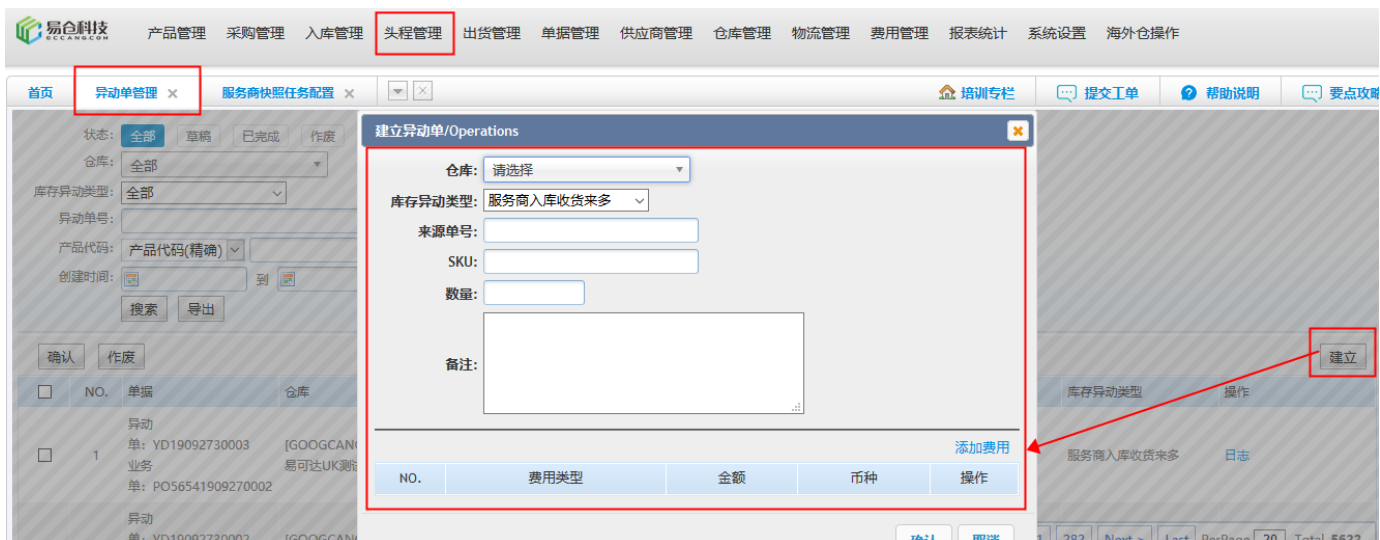 易仓科技
ECCANG.COM
产品管理 采购管理 入库管理 头程管理 出货管理 单据管理 供应商管理 仓库管理 物流管理 费用管理 报表统计 系统设置 海外仓操作
首页 异动单管理 × 服务商快照任务配置 × 培训专栏 提交工单 帮助说明 要点攻略
状态: 全部 草稿 已完成 作废
仓库: 全部
库存异动类型: 全部
异动单号:
产品代码: 产品代码(精确)
创建时间: 到
搜索 导出
确认 作废
建立异动单/Operations
仓库: 请选择
库存异动类型: 服务商入库收货来多
来源单号:
SKU:
数量:
备注:
添加费用
NO. 费用类型 金额 币种 操作
确认 取消
建立
NO. 单据 仓库 库存异动类型 操作
1
异动
单: YD19092730003
业务
单: PO56541909270002
[GOOGCAN
易可达UK测试
服务商入库收货来多 日志
异动
单: YD19092730002 [GOOGCAN
283 Next > Last PerPage 20 Total 5632